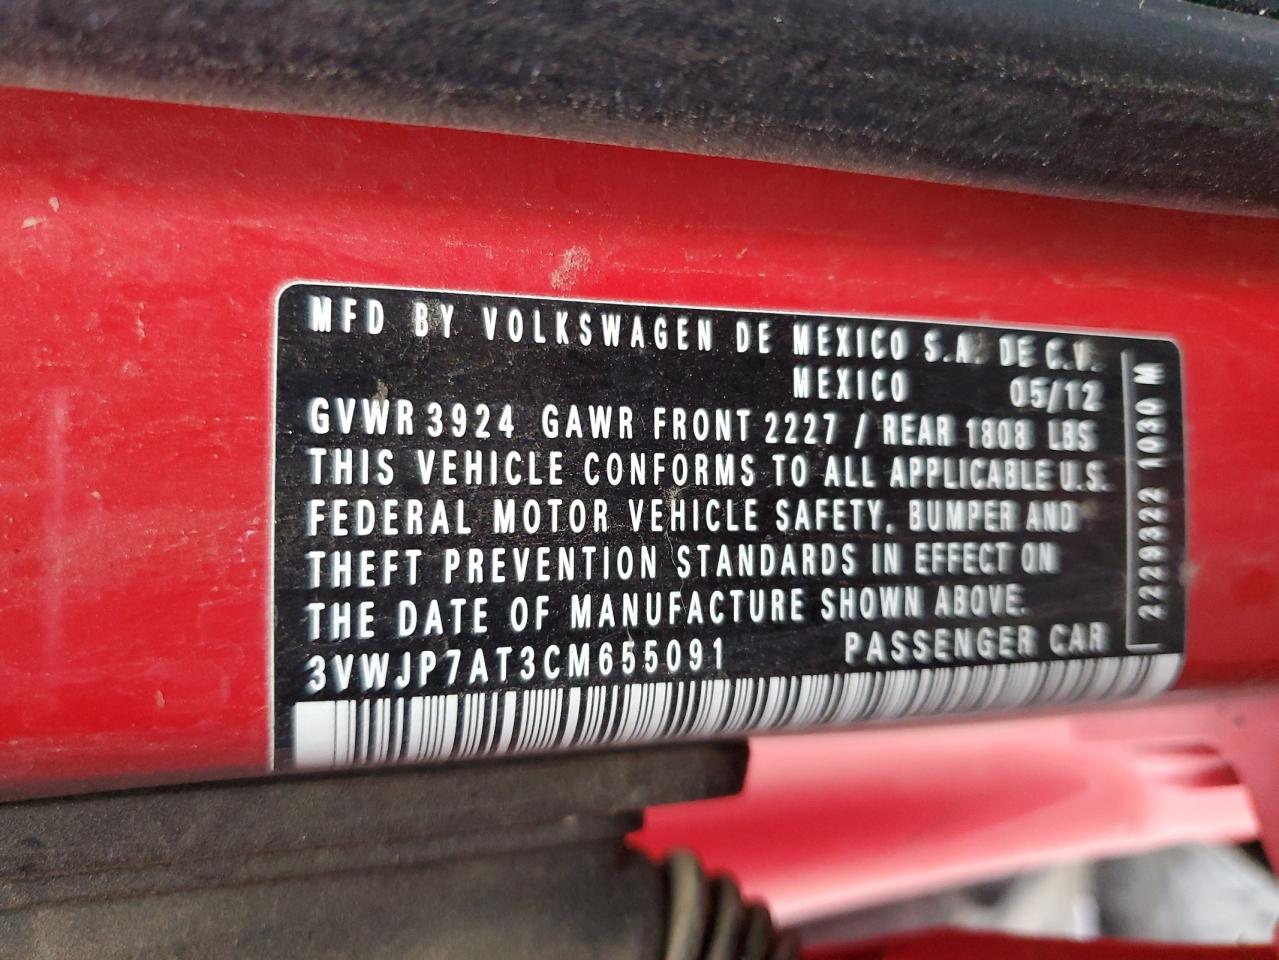 MFD BY VOLKSWAGEN DE MEXICO S.A. DE C.V.
MEXICO 05/12
GVWR 3924 GAWR FRONT 2227 / REAR 1808 LBS
THIS VEHICLE CONFORMS TO ALL APPLICABLE U.S.
FEDERAL MOTOR VEHICLE SAFETY, BUMPER AND
THEFT PREVENTION STANDARDS IN EFFECT ON
THE DATE OF MANUFACTURE SHOWN ABOVE.
3VWJP7AT3CM655091 PASSENGER CAR
2229322 1030 M